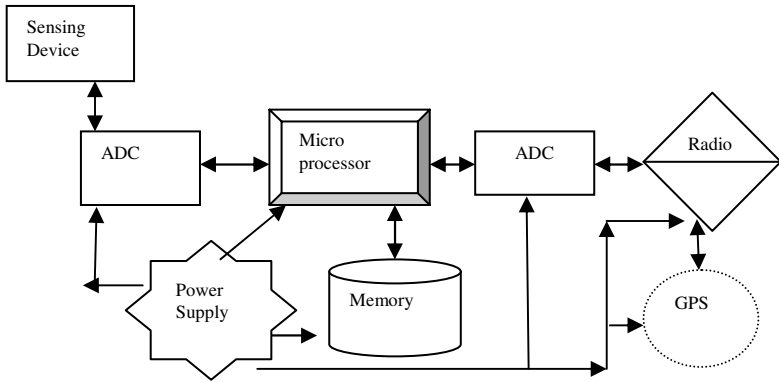 Sensing
Device
ADC
Micro
processor
ADC
Radio
Power
Supply
Memory
GPS